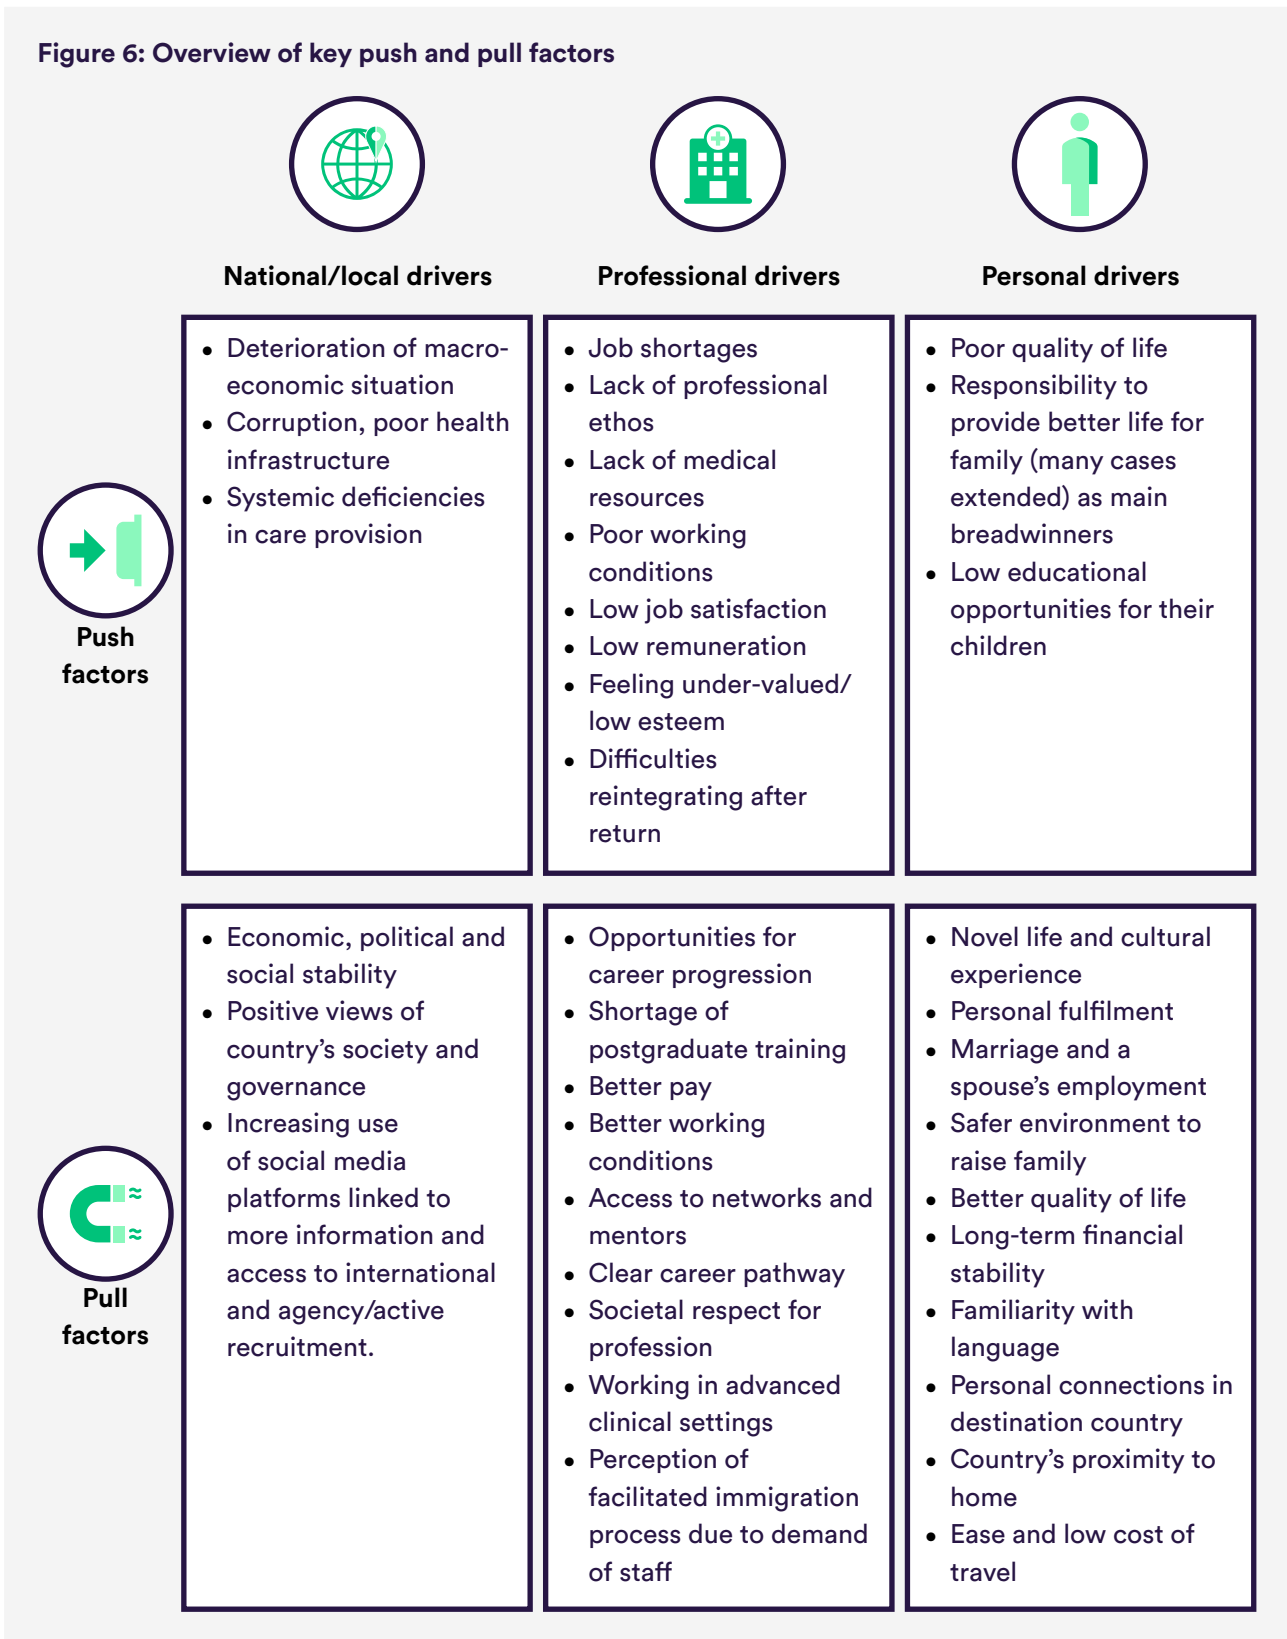 Figure 6: Overview of key push and pull factors
National/local drivers
Professional drivers
Personal drivers
Push
factors
• Deterioration of macro-
economic situation
• Corruption, poor health
infrastructure
• Systemic deficiencies
in care provision
• Job shortages
• Lack of professional
ethos
• Lack of medical
resources
• Poor working
conditions
• Low job satisfaction
• Low remuneration
• Feeling under-valued/
low esteem
• Difficulties
reintegrating after
return
• Poor quality of life
• Responsibility to
provide better life for
family (many cases
extended) as main
breadwinners
• Low educational
opportunities for their
children
Pull
factors
• Economic, political and
social stability
• Positive views of
country’s society and
governance
• Increasing use
of social media
platforms linked to
more information and
access to international
and agency/active
recruitment.
• Opportunities for
career progression
• Shortage of
postgraduate training
• Better pay
• Better working
conditions
• Access to networks and
mentors
• Clear career pathway
• Societal respect for
profession
• Working in advanced
clinical settings
• Perception of
facilitated immigration
process due to demand
of staff
• Novel life and cultural
experience
• Personal fulfilment
• Marriage and a
spouse’s employment
• Safer environment to
raise family
• Better quality of life
• Long-term financial
stability
• Familiarity with
language
• Personal connections in
destination country
• Country’s proximity to
home
• Ease and low cost of
travel